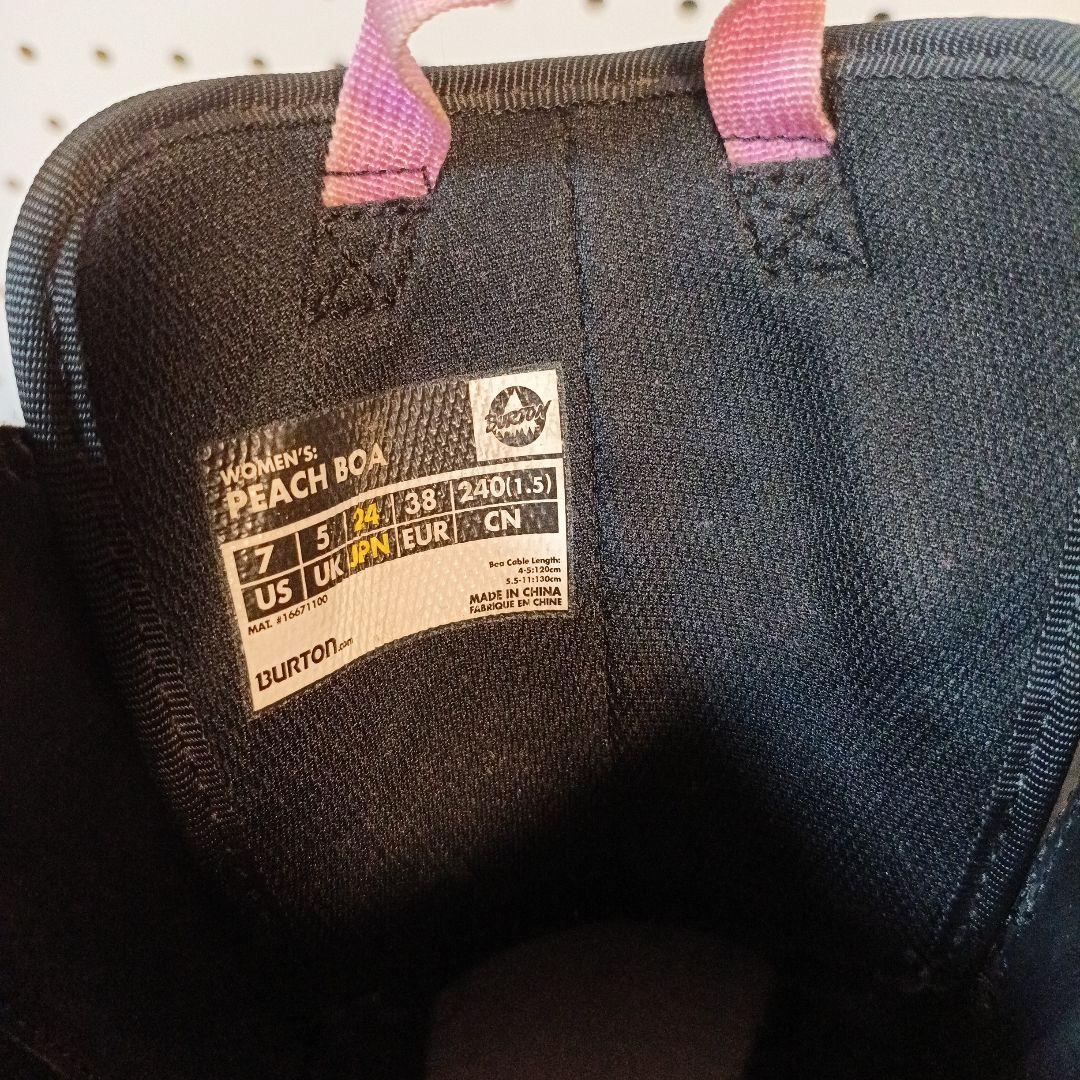 BURTON
WOMEN'S:
PEACH BOA
7 5 24 38 240(1.5)
US UK JPN EUR CN
MAT. #16671100
Boa Cable Length:
4-5:120cm
5.5-11:130cm
MADE IN CHINA
FABRIQUE EN CHINE
BURTON.com